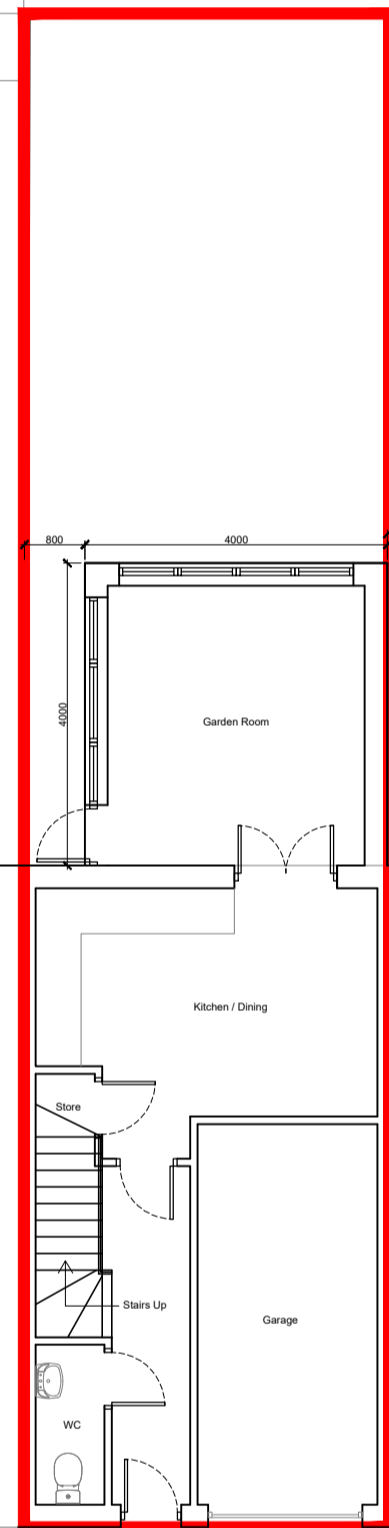 800
4000
4000
Garden Room
Kitchen / Dining
Store
Stairs Up
Garage
WC